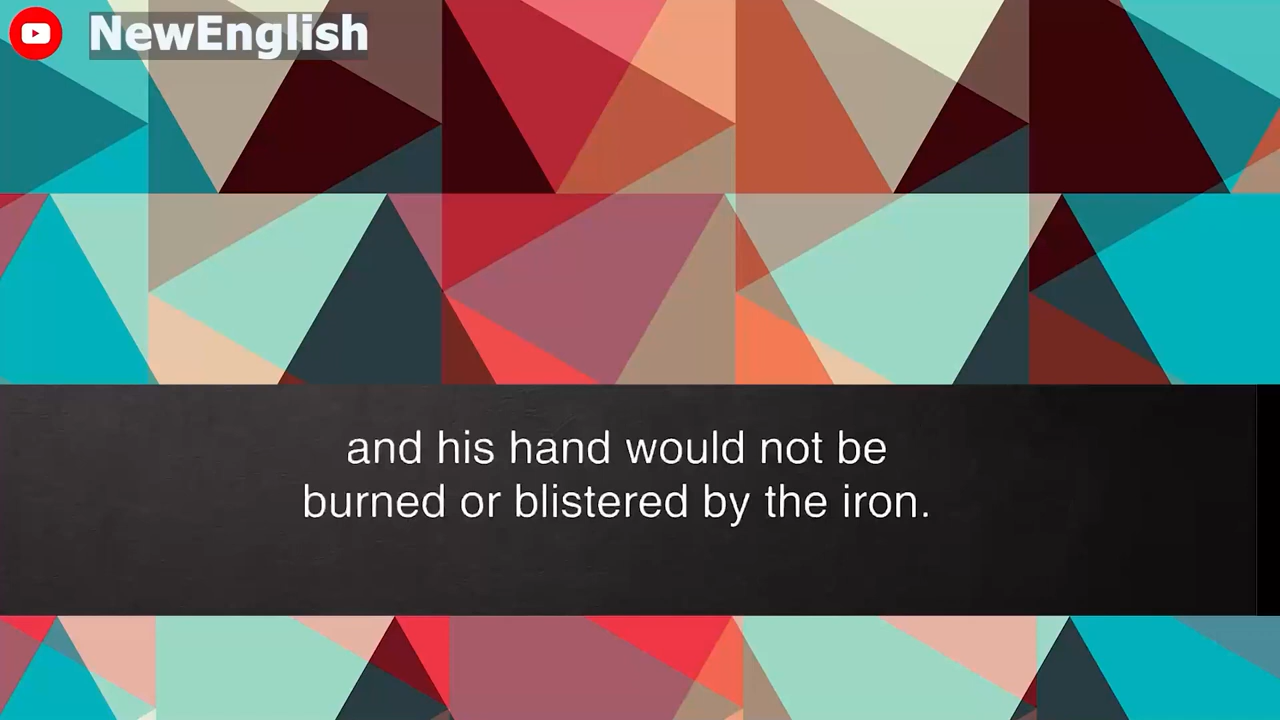 NewEnglish
and his hand would not be
burned or blistered by the iron.